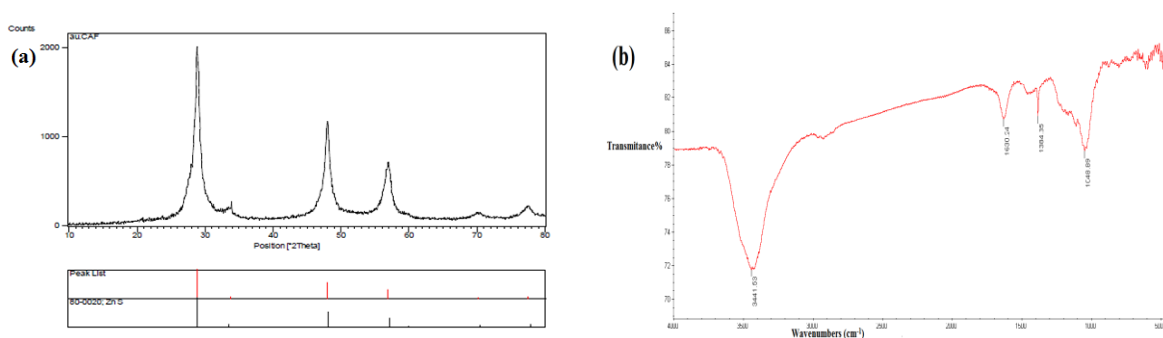 (a)
Counts
au:CAF
2000
1000
0
10 20 30 40 50 60 70 80
Position [°2Theta]
Peak List
80-0020; Zn S
(b)
86
84
82
80
78
76
74
72
70
Transmitance%
3441.53
1630.54
1384.35
1048.89
4000 3500 3000 2500 2000 1500 1000 500
Wavenumbers (cm-1)